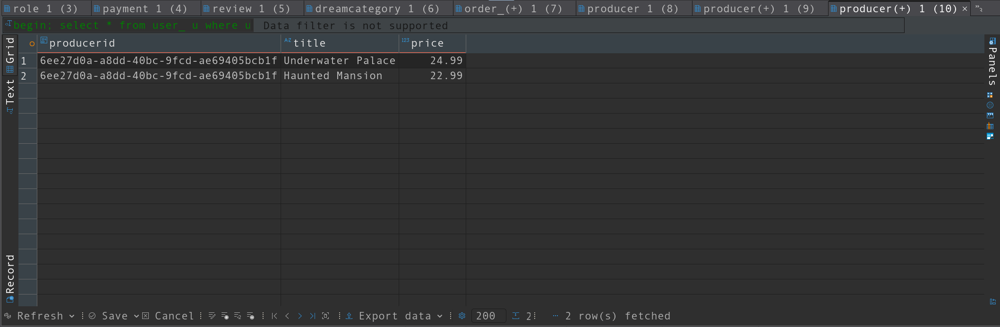 role 1 (3) payment 1 (4) review 1 (5) dreamcategory 1 (6) order_(+) 1 (7) producer 1 (8) producer(+) 1 (9) producer(+) 1 (10) × »2
begin; select * from user_ u where u Data filter is not supported
Grid
Text
Record
producerid A-Z title 123 price
1 6ee27d0a-a8dd-40bc-9fcd-ae69405bcb1f Underwater Palace 24.99
2 6ee27d0a-a8dd-40bc-9fcd-ae69405bcb1f Haunted Mansion 22.99
Panels
Refresh Save Cancel Export data 200 2 ... 2 row(s) fetched